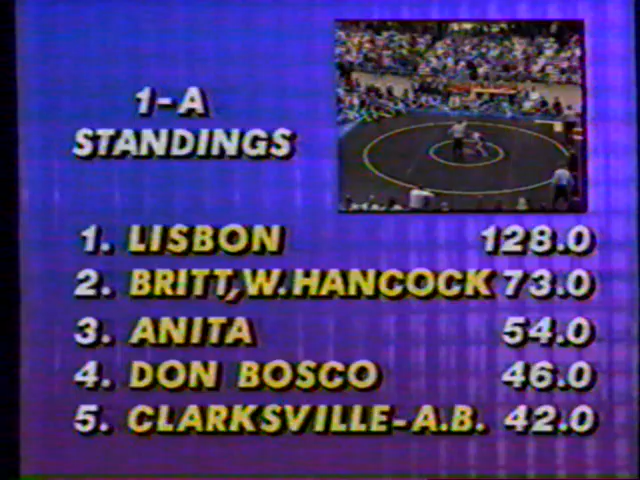 1-A
STANDINGS
1. LISBON 128.0
2. BRITT,W.HANCOCK 73.0
3. ANITA 54.0
4. DON BOSCO 46.0
5. CLARKSVILLE-A.B. 42.0